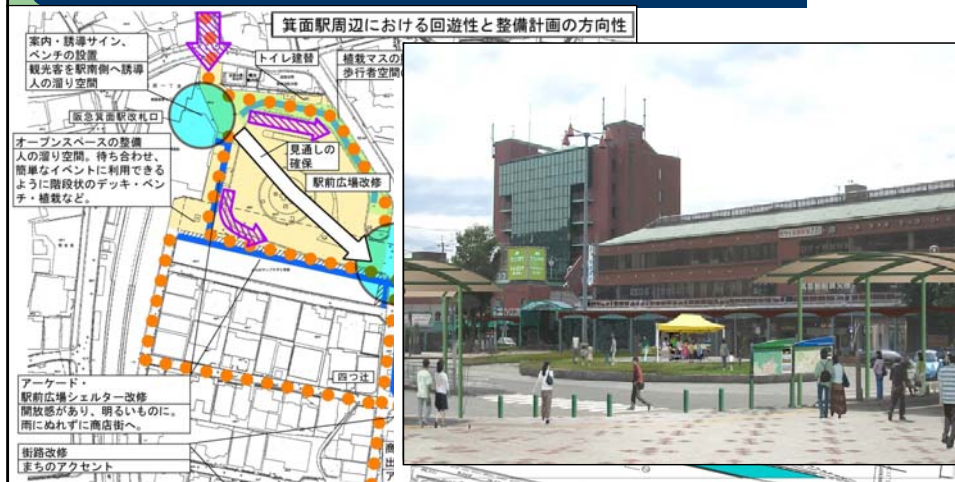 箕面駅周辺における回遊性と整備計画の方向性
案内・誘導サイン、
ベンチの設置
観光客を駅南側へ誘導
人の溜り空間
トイレ建替
植栽マスの
歩行者空間の
阪急箕面駅改札口
オープンスペースの整備
人の溜り空間。待ち合わせ、
簡単なイベントに利用できる
ように階段状のデッキ・ベン
チ・植栽など。
見通しの
確保
駅前広場改修
四つ辻
アーケード・
駅前広場シェルター改修
開放感があり、明るいものに。
雨にぬれずに商店街へ。
街路改修
まちのアクセント